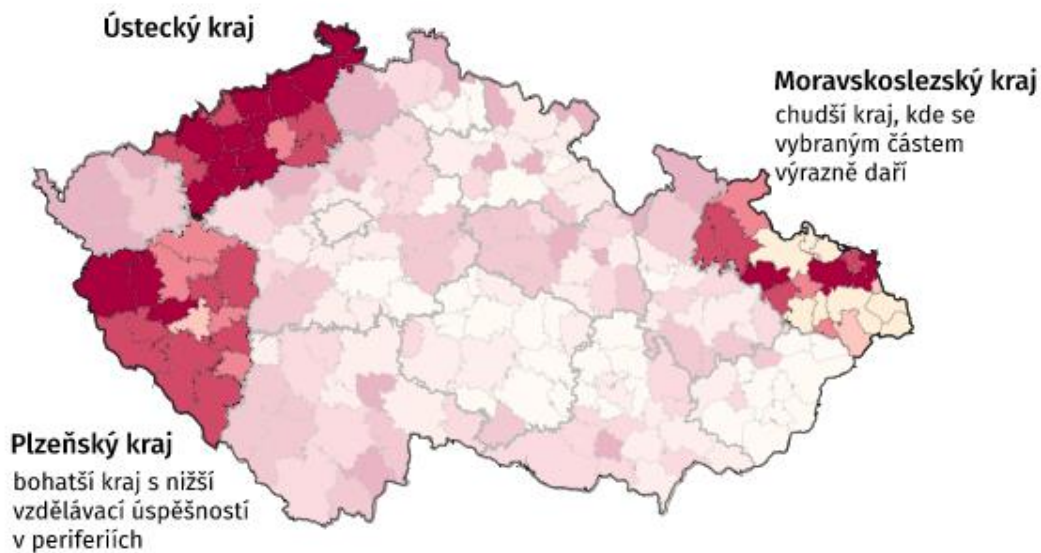 Ústecký kraj
Moravskoslezský kraj
chudší kraj, kde se
vybraným částem
výrazně daří
Plzeňský kraj
bohatší kraj s nižší
vzdělávací úspěšností
v periferiích